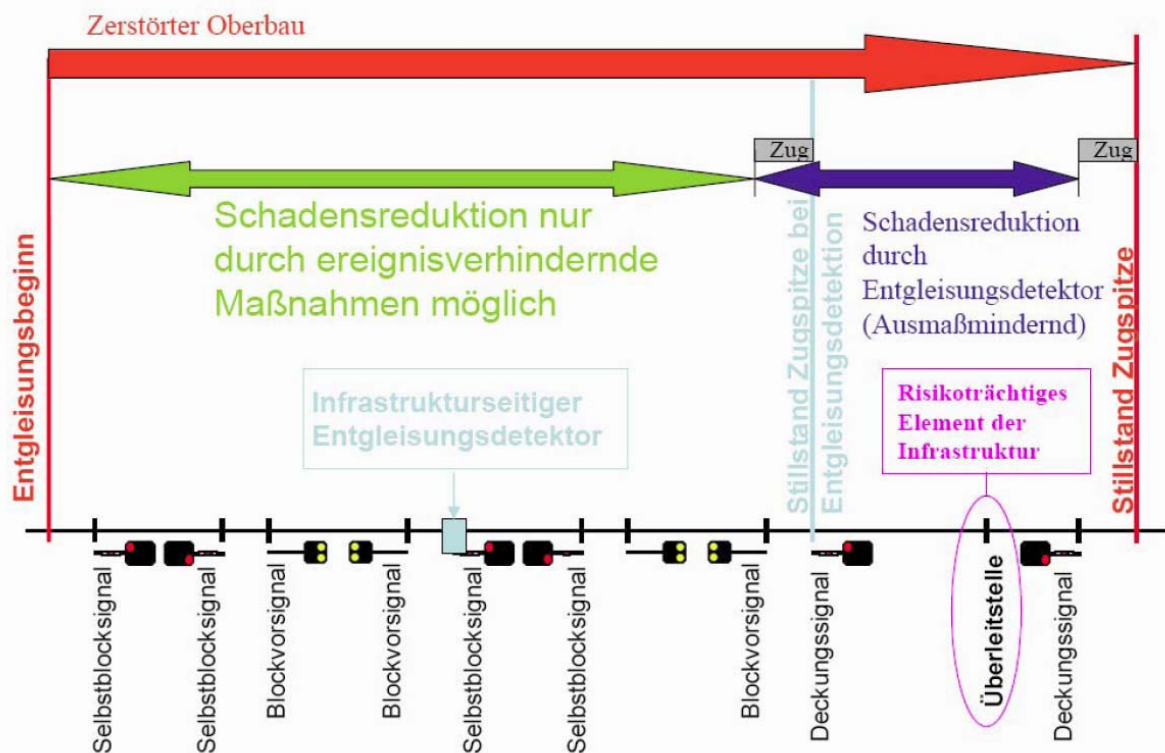 Zerstörter Oberbau
Zug
Zug
Schadensreduktion nur
durch ereignisverhindernde
Maßnahmen möglich
Schadensreduktion
durch
Entgleisungsdetektor
(Ausmaßmindernd)
Entgleisungsbeginn
Stillstand Zugspitze bei
Entgleisungsdetektion
Stillstand Zugspitze
Infrastrukturseitiger
Entgleisungsdetektor
Risikoträchtiges
Element der
Infrastruktur
Selbstblocksignal
Selbstblocksignal
Blockvorsignal
Blockvorsignal
Selbstblocksignal
Selbstblocksignal
Blockvorsignal
Deckungssignal
Überleitstelle
Deckungssignal